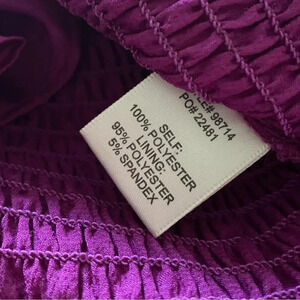 98714
PO# 22481
SELF:
100% POLYESTER
LINING:
95% POLYESTER
5% SPANDEX